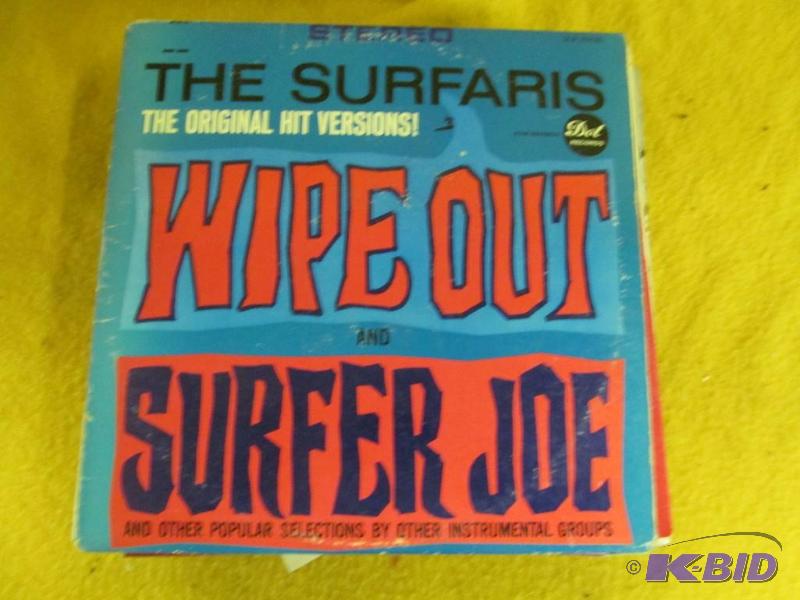 STEREO
THE SURFARIS
THE ORIGINAL HIT VERSIONS!
Dot
RECORDS
WIPE OUT
AND
SURFER JOE
AND OTHER POPULAR SELECTIONS BY OTHER INSTRUMENTAL GROUPS
© K-BID